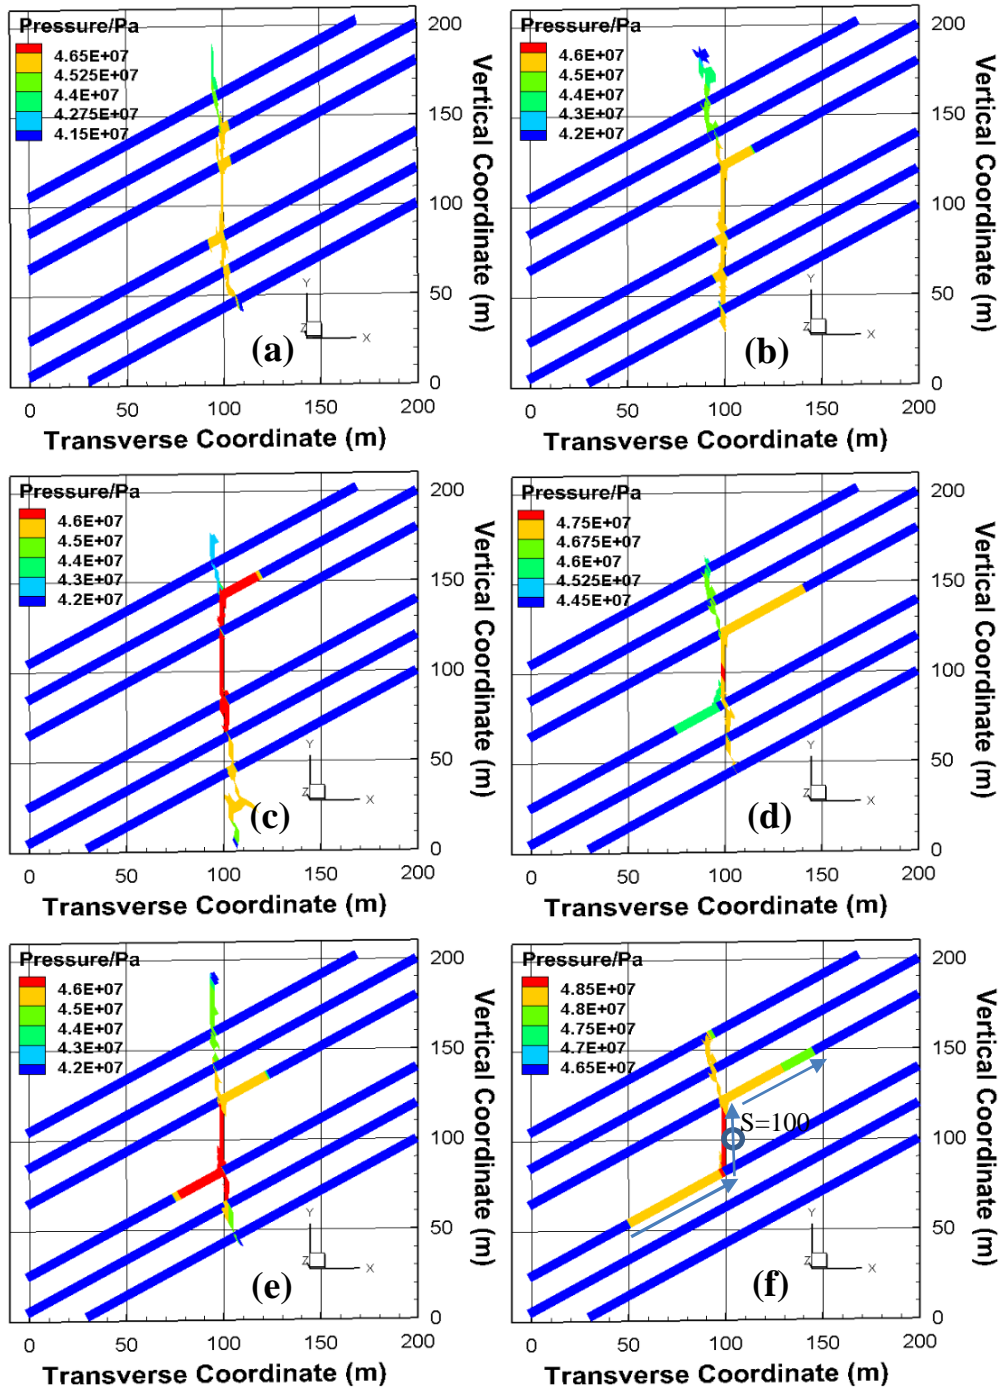 Pressure/Pa
4.65E+07
4.525E+07
4.4E+07
4.275E+07
4.15E+07
200
150
100
50
0
Vertical Coordinate (m)
Y
Z
X
(a)
0 50 100 150 200
Transverse Coordinate (m)
Pressure/Pa
4.6E+07
4.5E+07
4.4E+07
4.3E+07
4.2E+07
200
150
100
50
0
Vertical Coordinate (m)
Y
Z
X
(b)
0 50 100 150 200
Transverse Coordinate (m)
Pressure/Pa
4.6E+07
4.5E+07
4.4E+07
4.3E+07
4.2E+07
200
150
100
50
0
Vertical Coordinate (m)
Y
Z
X
(c)
0 50 100 150 200
Transverse Coordinate (m)
Pressure/Pa
4.75E+07
4.675E+07
4.6E+07
4.525E+07
4.45E+07
200
150
100
50
0
Vertical Coordinate (m)
Y
Z
X
(d)
0 50 100 150 200
Transverse Coordinate (m)
Pressure/Pa
4.6E+07
4.5E+07
4.4E+07
4.3E+07
4.2E+07
200
150
100
50
0
Vertical Coordinate (m)
Y
Z
X
(e)
0 50 100 150 200
Transverse Coordinate (m)
Pressure/Pa
4.85E+07
4.8E+07
4.75E+07
4.7E+07
4.65E+07
S=100
200
150
100
50
0
Vertical Coordinate (m)
Y
Z
X
(f)
0 50 100 150 200
Transverse Coordinate (m)